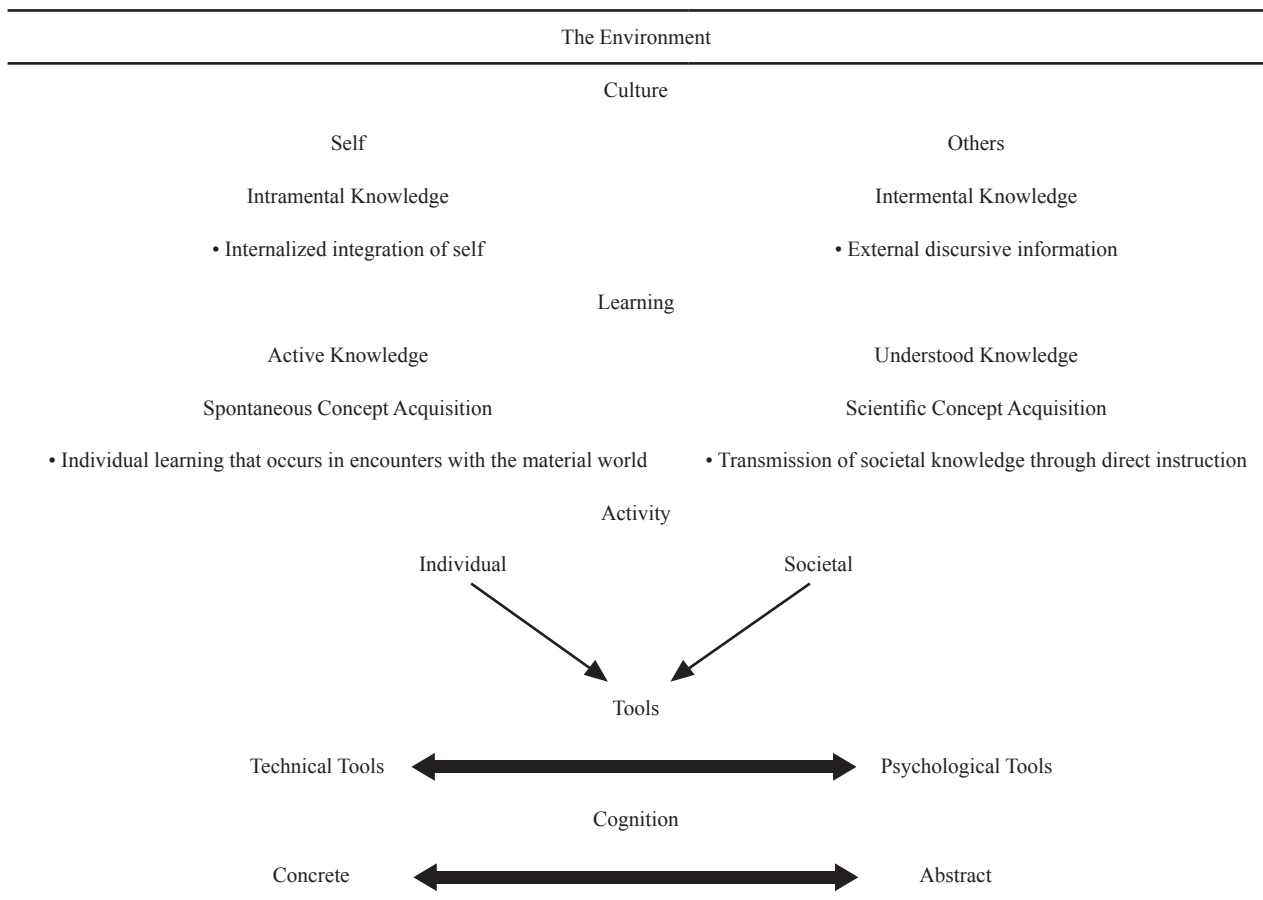 The Environment
Culture
Self Others
Intramental Knowledge Intermental Knowledge
• Internalized integration of self • External discursive information
Learning
Active Knowledge Understood Knowledge
Spontaneous Concept Acquisition Scientific Concept Acquisition
• Individual learning that occurs in encounters with the material world • Transmission of societal knowledge through direct instruction
Activity
Individual Societal
Tools
Technical Tools Psychological Tools
Cognition
Concrete Abstract